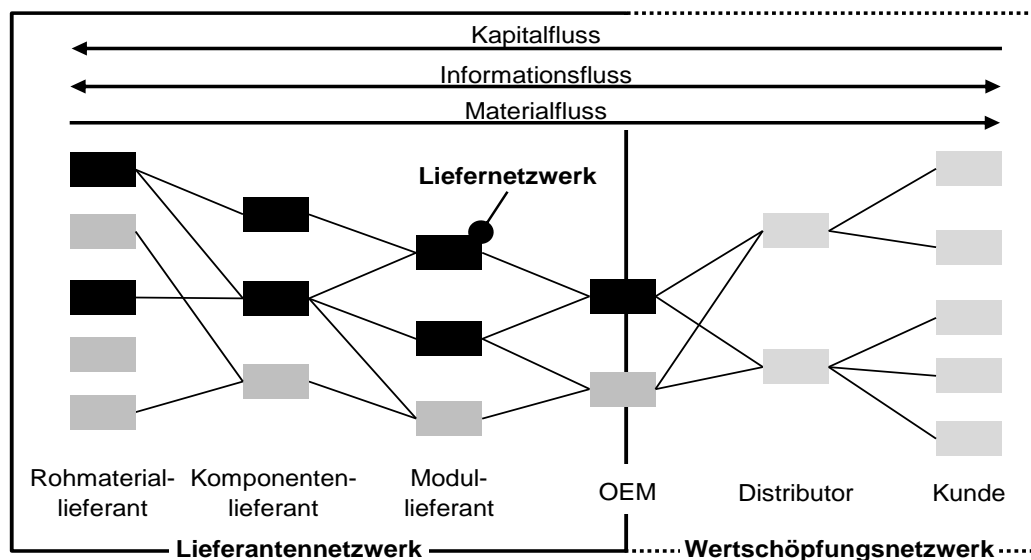 Kapitalfluss
Informationsfluss
Materialfluss
Liefernetzwerk
Rohmaterial-
lieferant
Komponenten-
lieferant
Modul-
lieferant
OEM
Distributor
Kunde
Lieferantennetzwerk
Wertschöpfungsnetzwerk